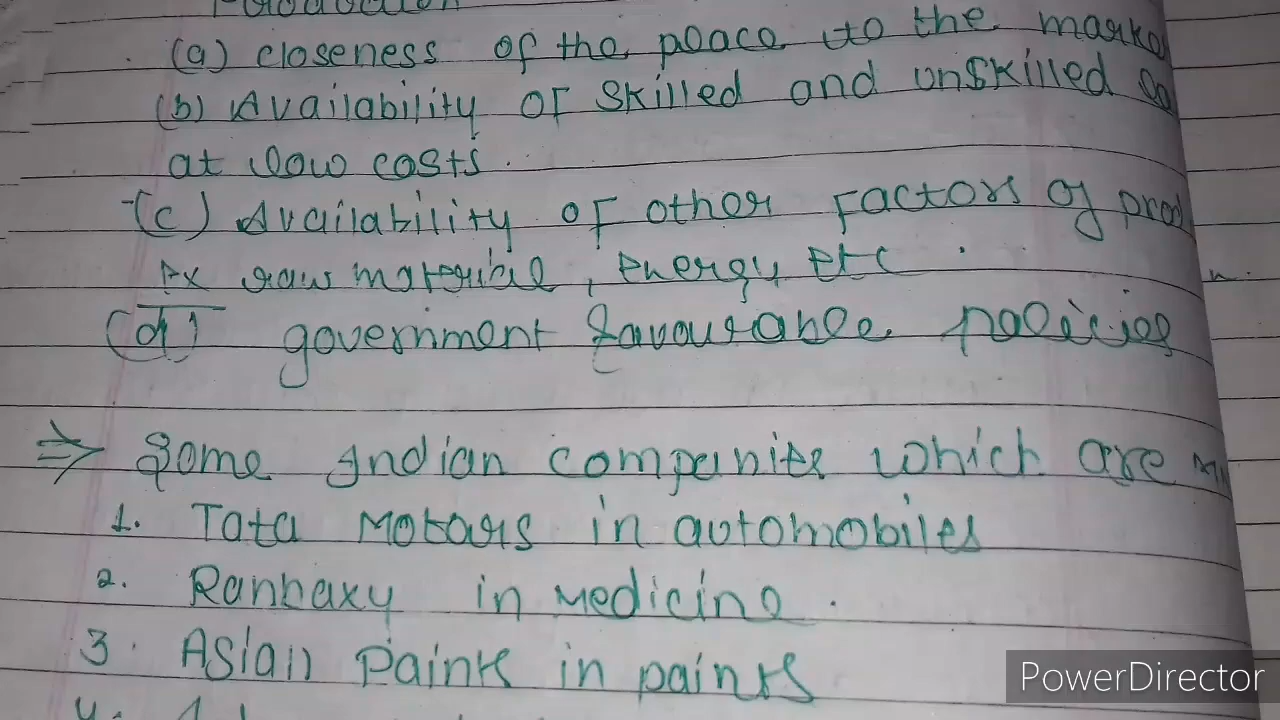 (a) closeness of the peace to the marke
(b) Availability of skilled and unskilled
at low costs.
(c) Availability of other Factors of prod
Ex raw material, energy etc.
(d) government favourable policies
⇒ Some Indian companies which are
1. Tata Motors in automobiles
2. Ranbaxy in Medicine.
3. Asian Paints in paints
4.
PowerDirector